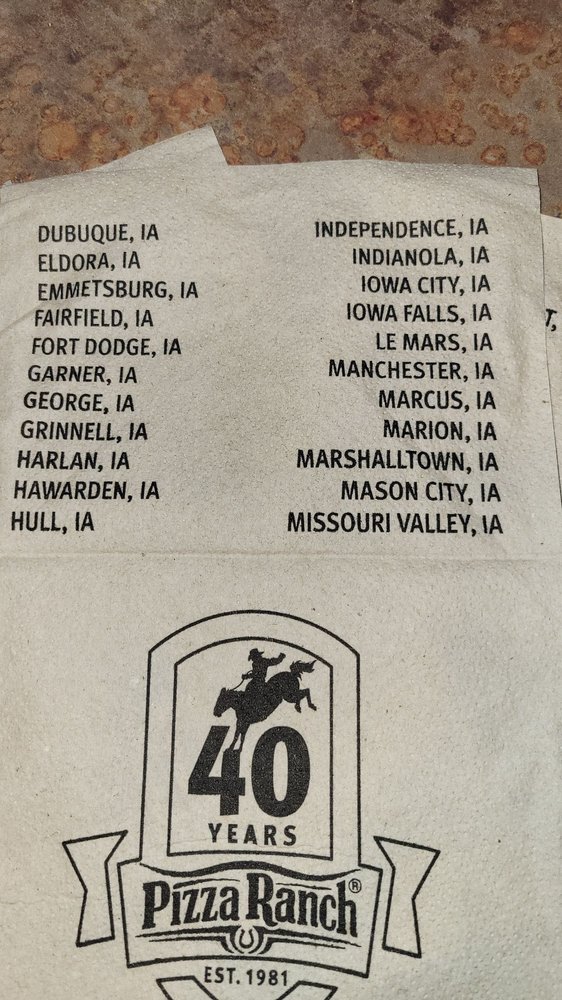 DUBUQUE, IA
ELDORA, IA
EMMETSBURG, IA
FAIRFIELD, IA
FORT DODGE, IA
GARNER, IA
GEORGE, IA
GRINNELL, IA
HARLAN, IA
HAWARDEN, IA
HULL, IA
INDEPENDENCE, IA
INDIANOLA, IA
IOWA CITY, IA
IOWA FALLS, IA
LE MARS, IA
MANCHESTER, IA
MARCUS, IA
MARION, IA
MARSHALLTOWN, IA
MASON CITY, IA
MISSOURI VALLEY, IA
40
YEARS
Pizza Ranch®
EST. 1981